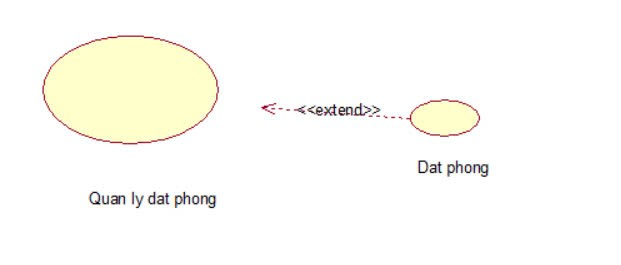 <<extend>>
Dat phong
Quan ly dat phong